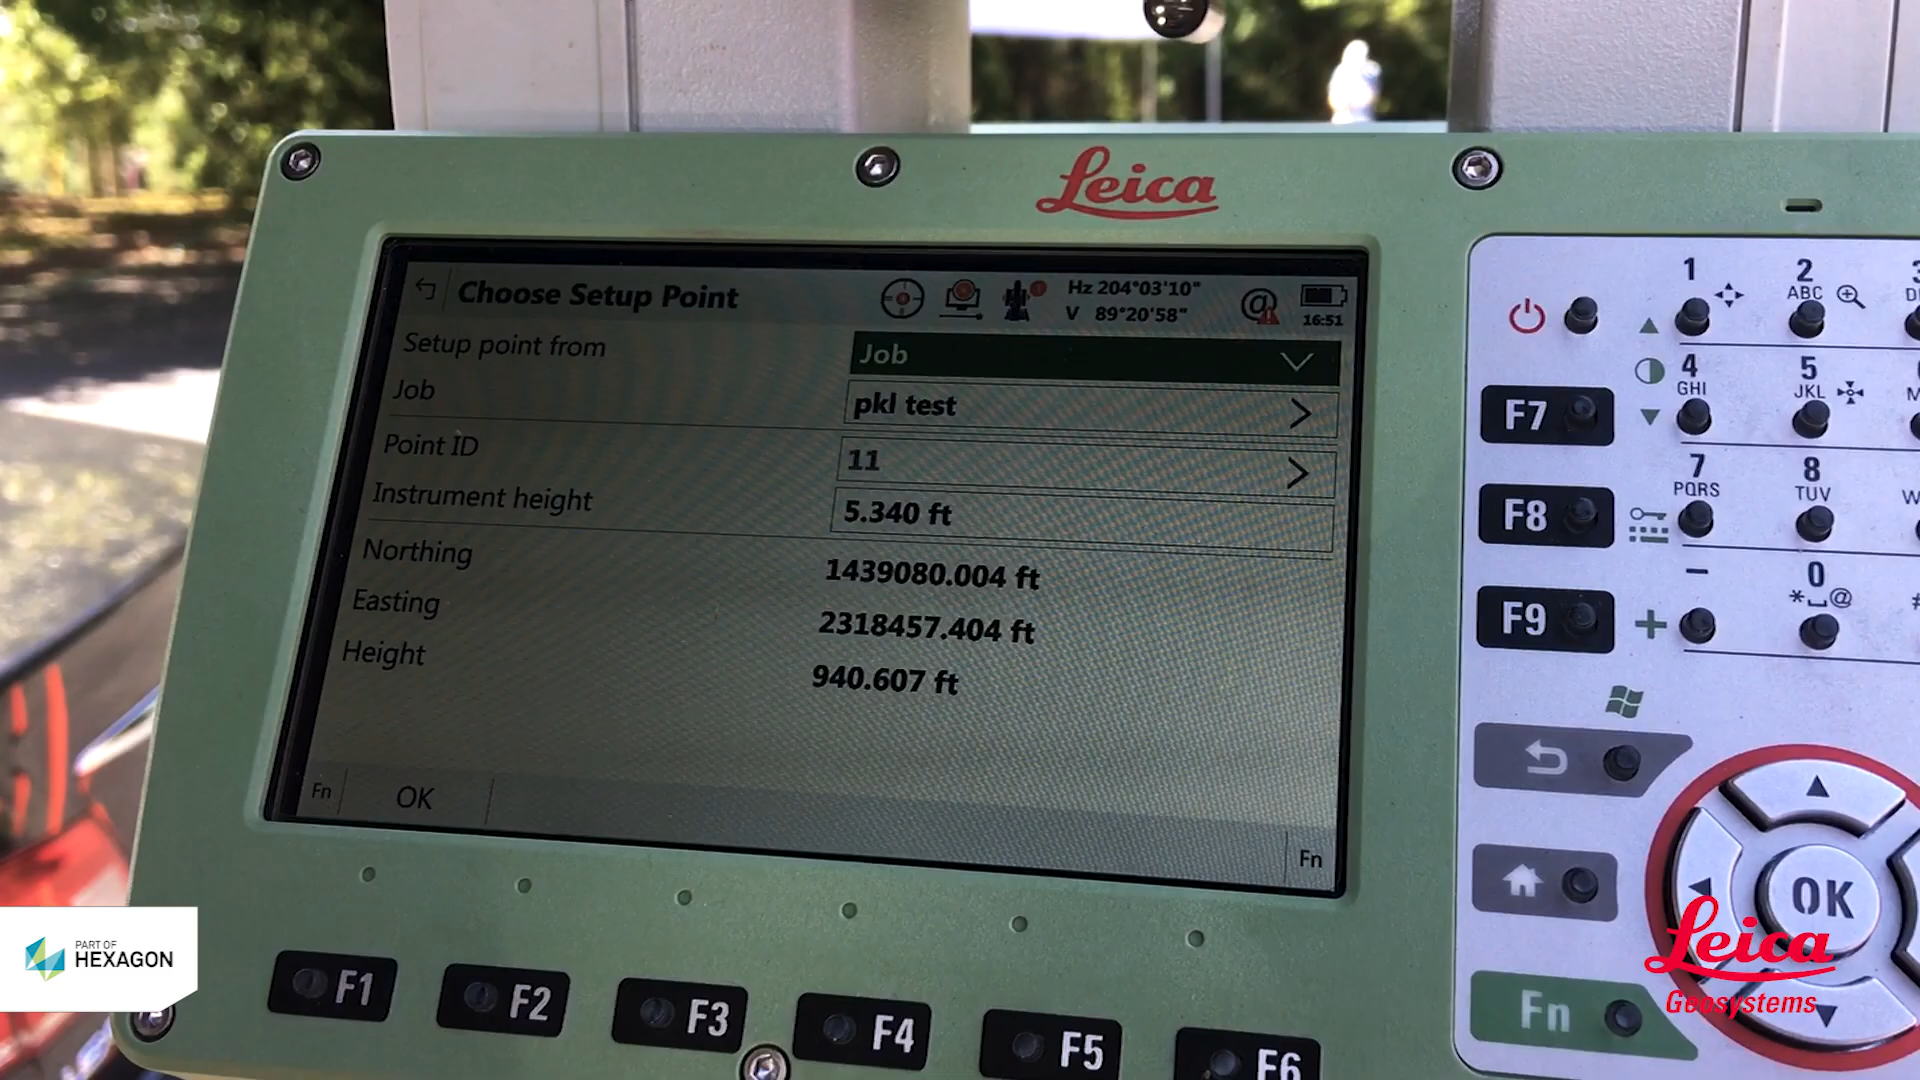 Leica
Choose Setup Point
Hz 204°03'10"
V 89°20'58"
16:51
Setup point from
Job
Job
pkl test
Point ID
11
Instrument height
5.340 ft
Northing
1439080.004 ft
Easting
2318457.404 ft
Height
940.607 ft
Fn
OK
Fn
F1
F2
F3
F4
F5
F6
F7
F8
F9
1
2
ABC
4
GHI
5
JKL
7
PQRS
8
TUV
-
0
*⎵@
+
OK
Fn
PART OF
HEXAGON
Leica
Geosystems